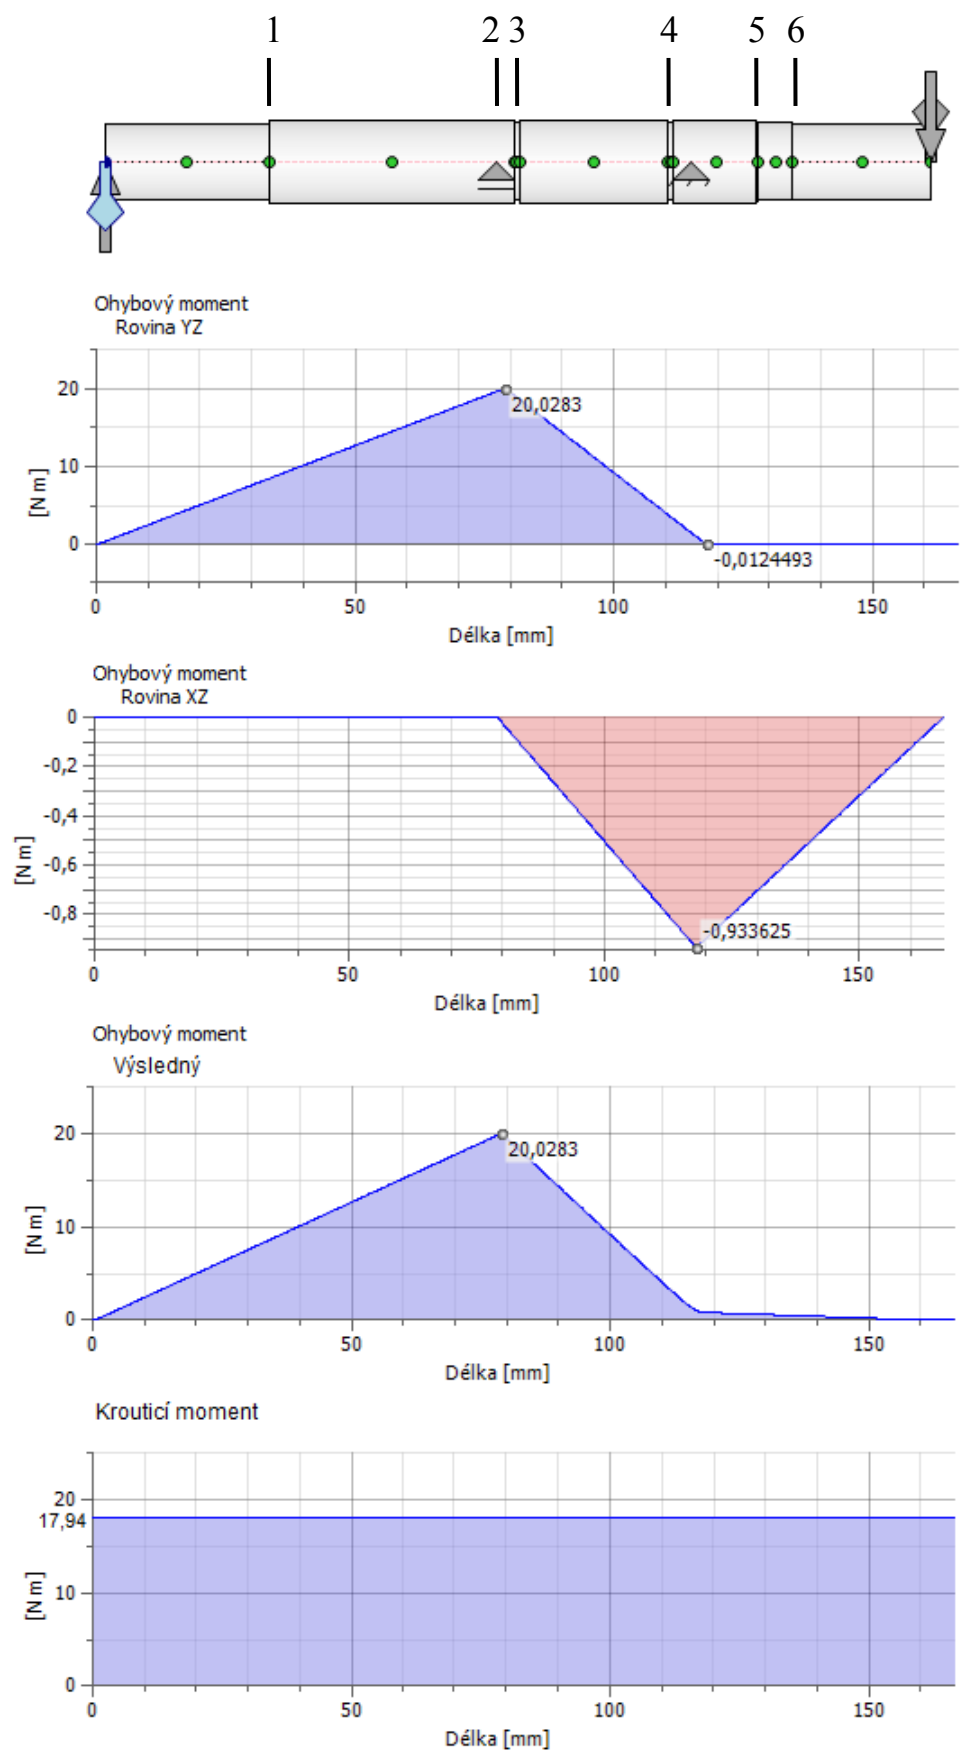 1 2 3 4 5 6
Ohybový moment
Rovina YZ
[N m]
20
10
0
20,0283
-0,0124493
0 50 100 150
Délka [mm]
Ohybový moment
Rovina XZ
[N m]
0
-0,2
-0,4
-0,6
-0,8
-0,933625
0 50 100 150
Délka [mm]
Ohybový moment
Výsledný
[N m]
20
10
0
20,0283
0 50 100 150
Délka [mm]
Krouticí moment
[N m]
20
17,94
10
0
0 50 100 150
Délka [mm]